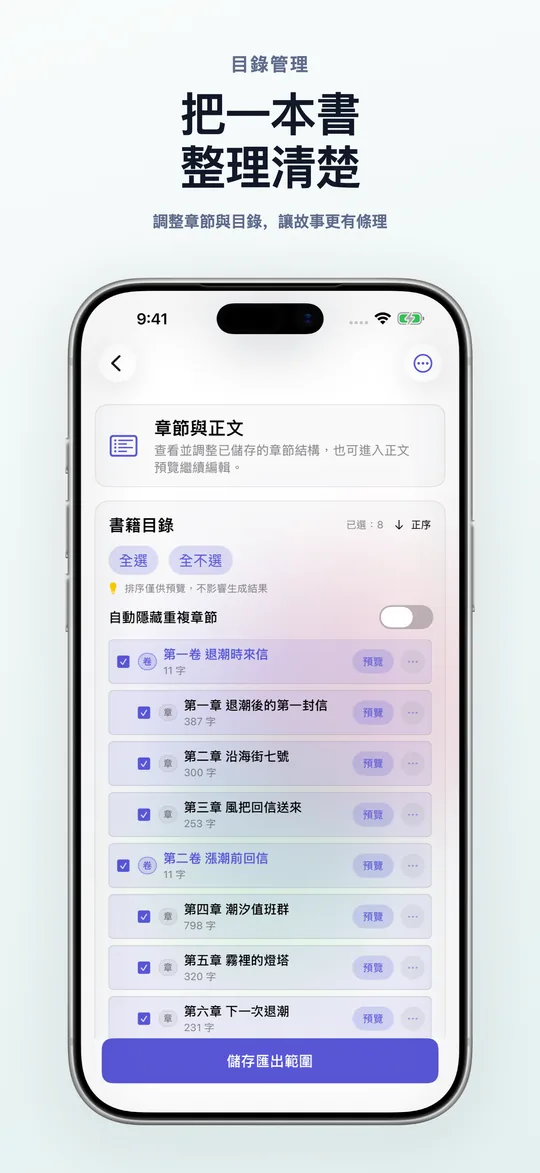 目錄管理
把一本書
整理清楚
調整章節與目錄，讓故事更有條理
9:41
章節與正文
查看並調整已儲存的章節結構，也可進入正文
預覽繼續編輯。
書籍目錄
已選：8 ↓ 正序
全選 全不選
排序僅供預覽，不影響生成結果
自動隱藏重複章節
卷 第一卷 退潮時來信 預覽
11 字
章 第一章 退潮後的第一封信 預覽
387 字
章 第二章 沿海街七號 預覽
300 字
章 第三章 風把回信送來 預覽
253 字
卷 第二卷 漲潮前回信 預覽
11 字
章 第四章 潮汐值班群 預覽
798 字
章 第五章 霧裡的燈塔 預覽
320 字
章 第六章 下一次退潮 預覽
231 字
儲存匯出範圍